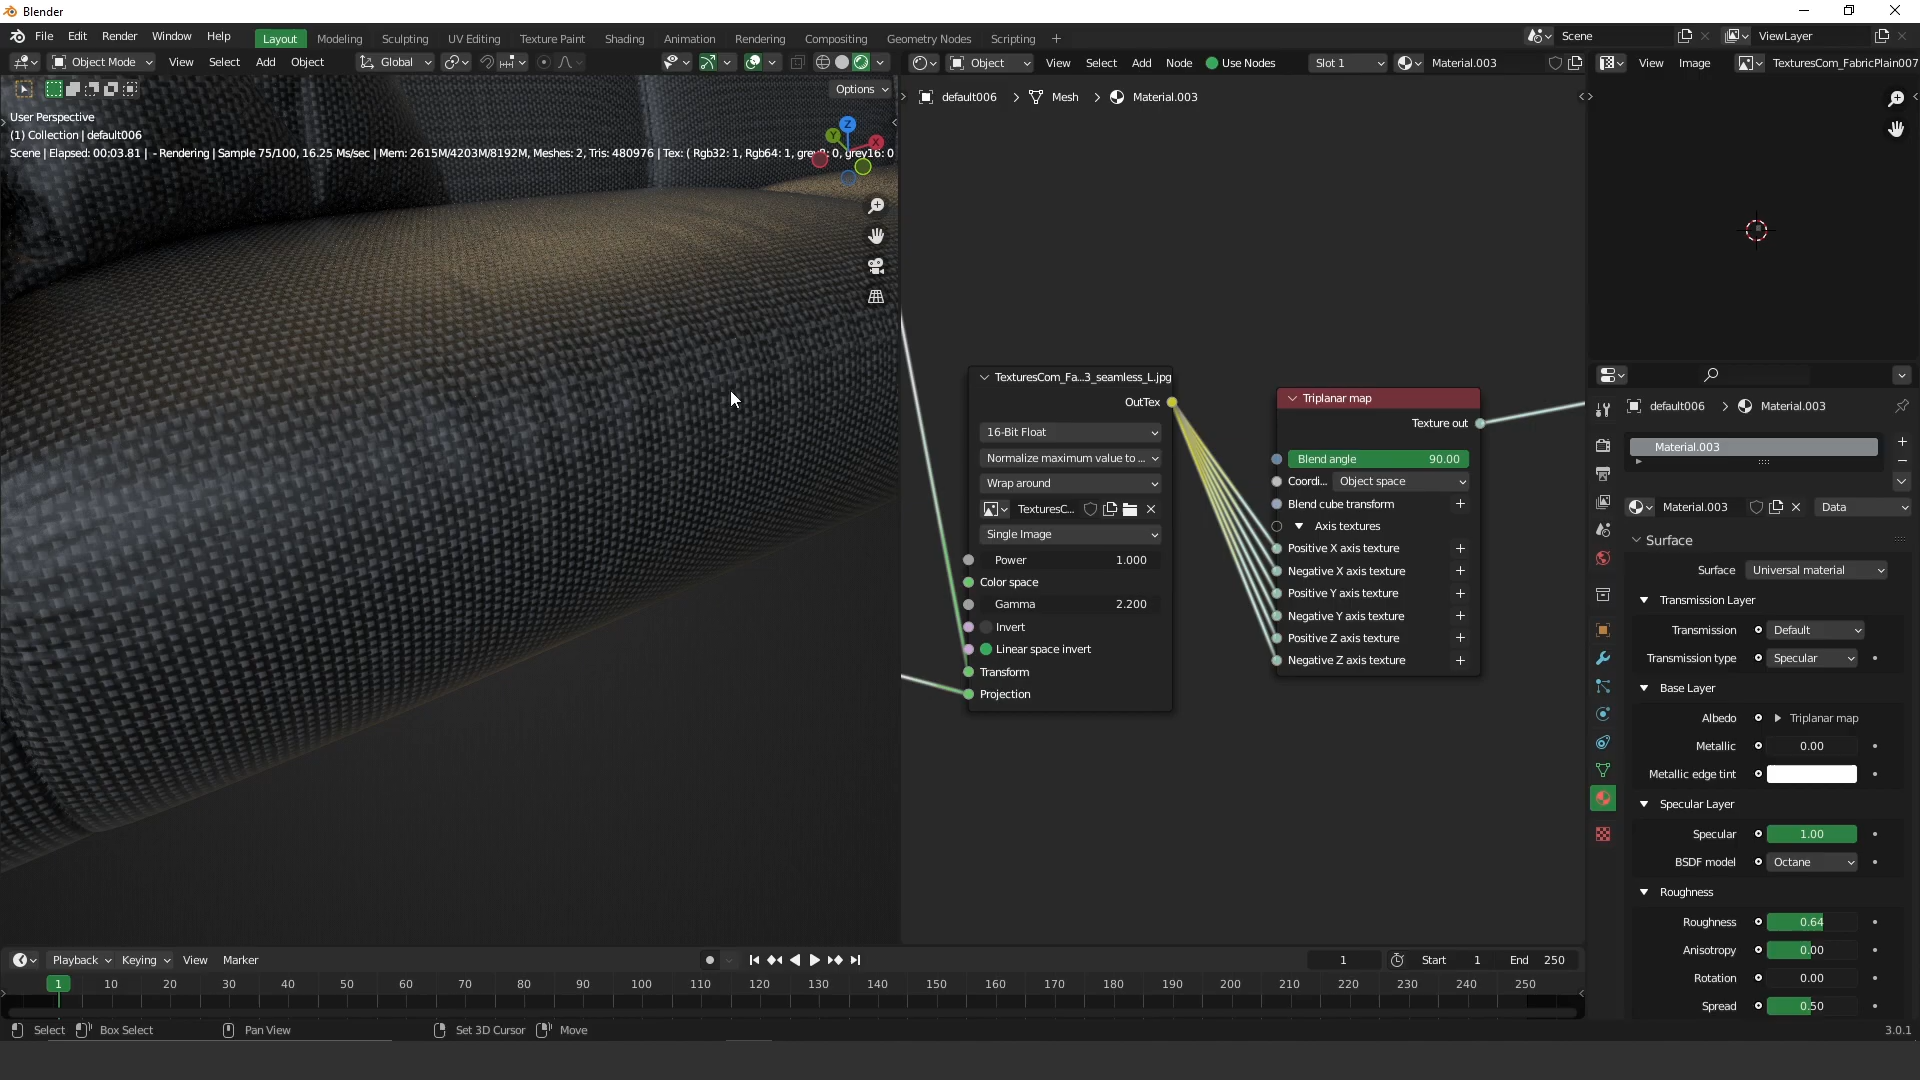 Blender
File Edit Render Window Help
Layout Modeling Sculpting UV Editing Texture Paint Shading Animation Rendering Compositing Geometry Nodes Scripting +
Scene
ViewLayer
Object Mode View Select Add Object Global
Object View Select Add Node Use Nodes Slot 1 Material.003
View Image TexturesCom_FabricPlain007
Options
default006 > Mesh > Material.003
User Perspective
(1) Collection | default006
Scene | Elapsed: 00:03.81 | - Rendering | Sample 75/100, 16.25 Ms/sec | Mem: 2615M/4203M/8192M, Meshes: 2, Tris: 480976 | Tex: ( Rgb32: 1, Rgb64: 1, grey8: 0, grey16: 0
Z
Y
X
TexturesCom_Fa...3_seamless_L.jpg
OutTex
16-Bit Float
Normalize maximum value to ...
Wrap around
TexturesC...
Single Image
Power 1.000
Color space
Gamma 2.200
Invert
Linear space invert
Transform
Projection
Triplanar map
Texture out
Blend angle 90.00
Coordi... Object space
Blend cube transform +
Axis textures
Positive X axis texture +
Negative X axis texture +
Positive Y axis texture +
Negative Y axis texture +
Positive Z axis texture +
Negative Z axis texture +
default006 > Material.003
Material.003
Material.003 Data
Surface
Surface Universal material
Transmission Layer
Transmission Default
Transmission type Specular
Base Layer
Albedo Triplanar map
Metallic 0.00
Metallic edge tint
Specular Layer
Specular 1.00
BSDF model Octane
Roughness
Roughness 0.64
Anisotropy 0.00
Rotation 0.00
Spread 0.50
Playback Keying View Marker
1 Start 1 End 250
1 10 20 30 40 50 60 70 80 90 100 110 120 130 140 150 160 170 180 190 200 210 220 230 240 250
Select Box Select Pan View Set 3D Cursor Move
3.0.1